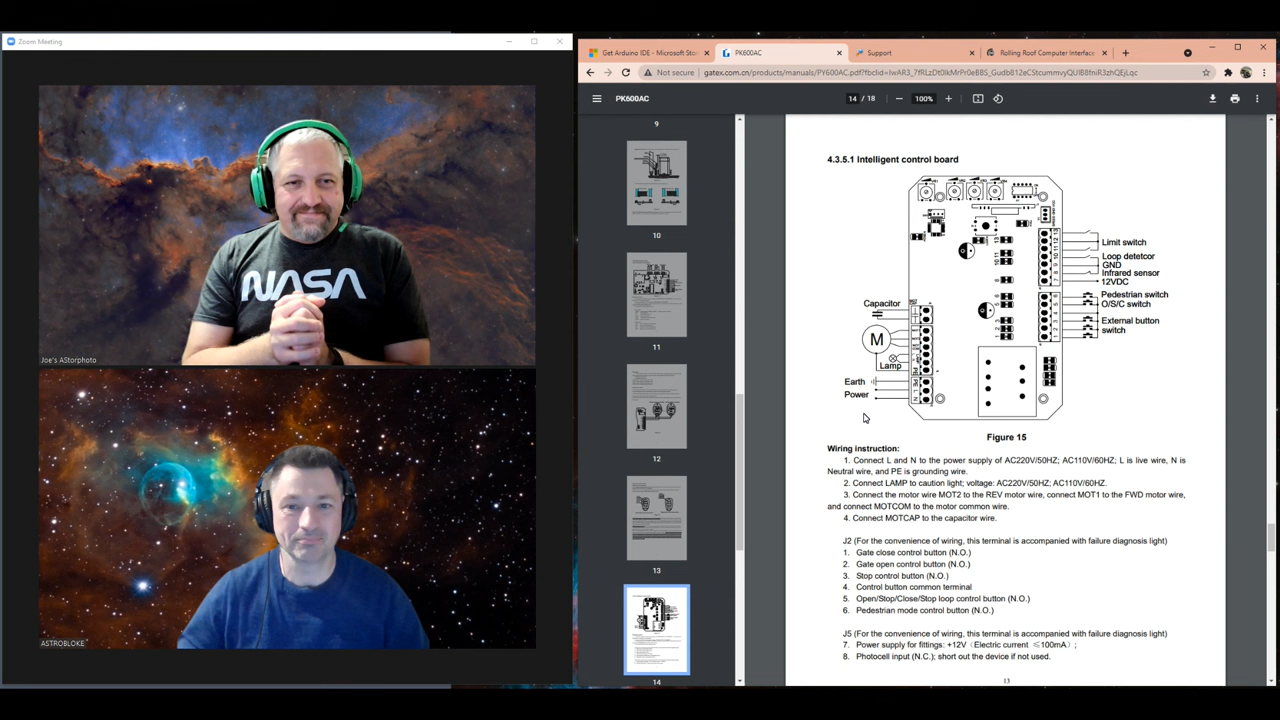 Zoom Meeting
NASA
Joe's AStorphoto
ASTROBLOKE
Get Arduino IDE - Microsoft Sto
PK600AC
Support
Rolling Roof Computer Interface
Not secure
gatex.com.cn/products/manuals/PY600AC.pdf?fbclid=
PK600AC
14 / 18
100%
9
10
11
12
13
14
4.3.5.1 Intelligent control board
Limit switch
Loop detetcor
GND
Infrared sensor
12VDC
Pedestrian switch
O/S/C switch
External button
switch
Capacitor
M
Lamp
Earth
Power
PE
N
Figure 15
Wiring instruction:
1. Connect L and N to the power supply of AC220V/50HZ; AC110V/60HZ; L is live wire, N is
Neutral wire, and PE is grounding wire.
2. Connect LAMP to caution light; voltage: AC220V/50HZ; AC110V/60HZ.
3. Connect the motor wire MOT2 to the REV motor wire, connect MOT1 to the FWD motor wire,
and connect MOTCOM to the motor common wire.
4. Connect MOTCAP to the capacitor wire.
J2 (For the convenience of wiring, this terminal is accompanied with failure diagnosis light)
1. Gate close control button (N.O.)
2. Gate open control button (N.O.)
3. Stop control button (N.O.)
4. Control button common terminal
5. Open/Stop/Close/Stop loop control button (N.O.)
6. Pedestrian mode control button (N.O.)
J5 (For the convenience of wiring, this terminal is accompanied with failure diagnosis light)
7. Power supply for fittings: +12V（Electric current ≤100mA）;
8. Photocell input (N.C.); short out the device if not used.
13